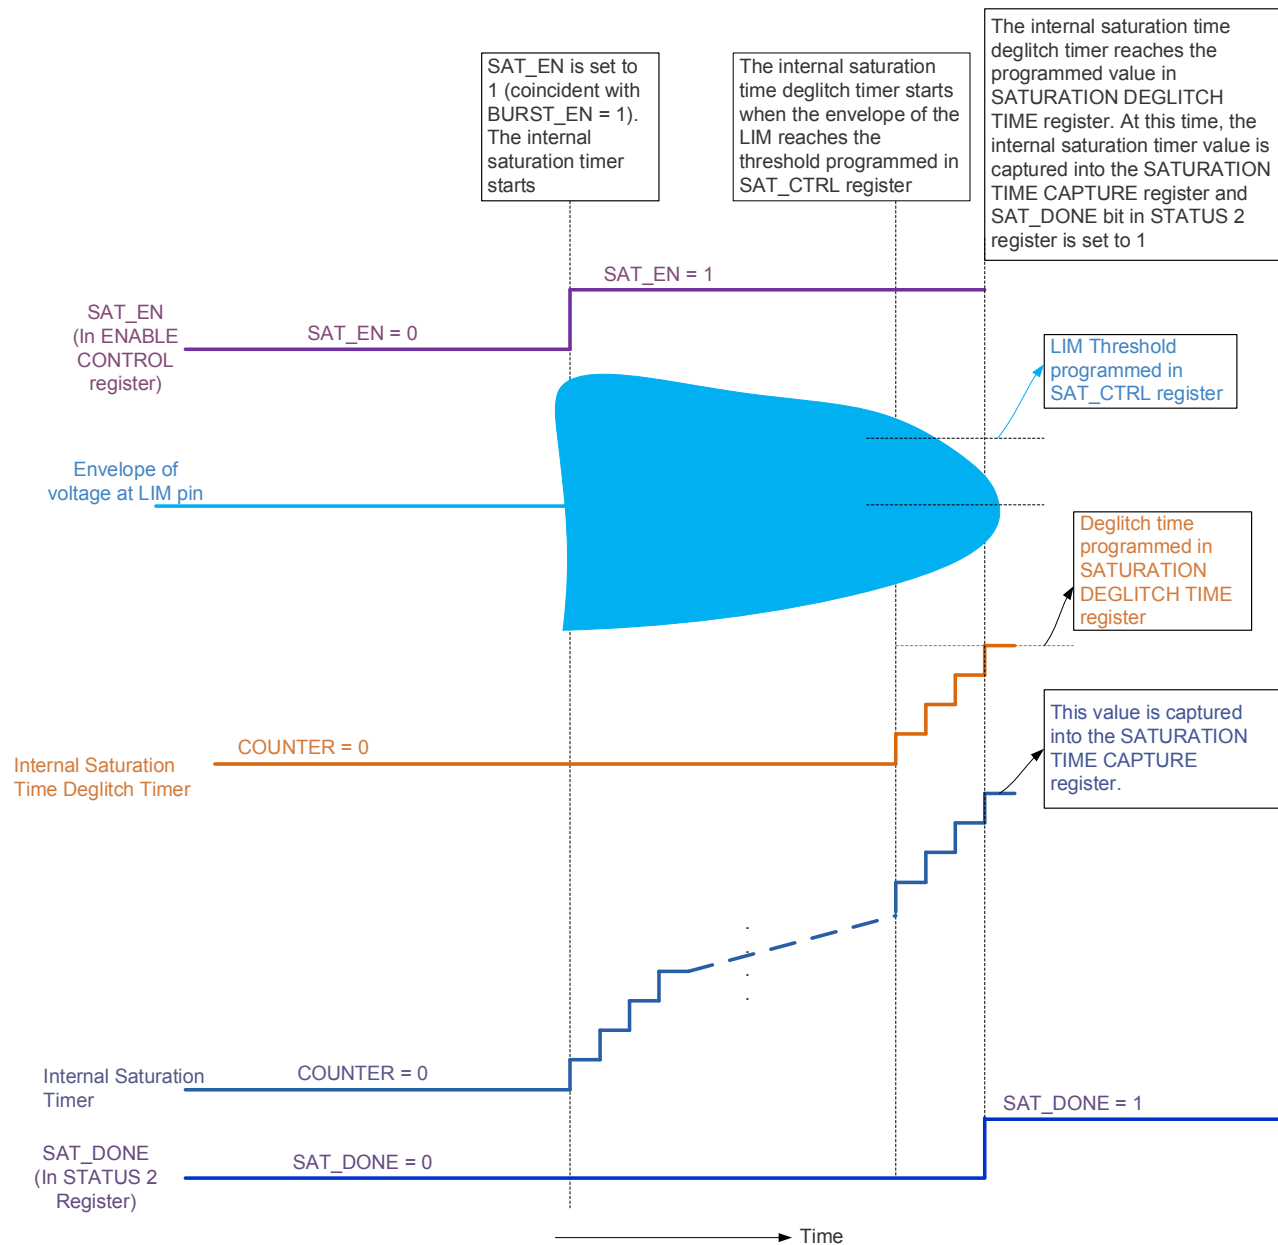 SAT_EN is set to
1 (coincident with
BURST_EN = 1).
The internal
saturation timer
starts
The internal saturation
time deglitch timer starts
when the envelope of the
LIM reaches the
threshold programmed in
SAT_CTRL register
The internal saturation time
deglitch timer reaches the
programmed value in
SATURATION DEGLITCH
TIME register. At this time, the
internal saturation timer value is
captured into the SATURATION
TIME CAPTURE register and
SAT_DONE bit in STATUS 2
register is set to 1
SAT_EN
(In ENABLE
CONTROL
register)
SAT_EN = 0
SAT_EN = 1
LIM Threshold
programmed in
SAT_CTRL register
Envelope of
voltage at LIM pin
Deglitch time
programmed in
SATURATION
DEGLITCH TIME
register
Internal Saturation
Time Deglitch Timer
COUNTER = 0
This value is captured
into the SATURATION
TIME CAPTURE
register.
Internal Saturation
Timer
COUNTER = 0
SAT_DONE
(In STATUS 2
Register)
SAT_DONE = 0
SAT_DONE = 1
Time